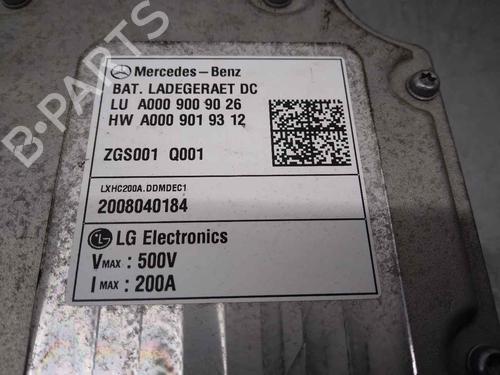 Mercedes-Benz
BAT. LADEGERAET DC
LU A000 900 90 26
HW A000 901 93 12
ZGS001 Q001
LXHC200A.DDMDEC1
2008040184
LG Electronics
VMAX : 500V
IMAX : 200A
B-PARTS